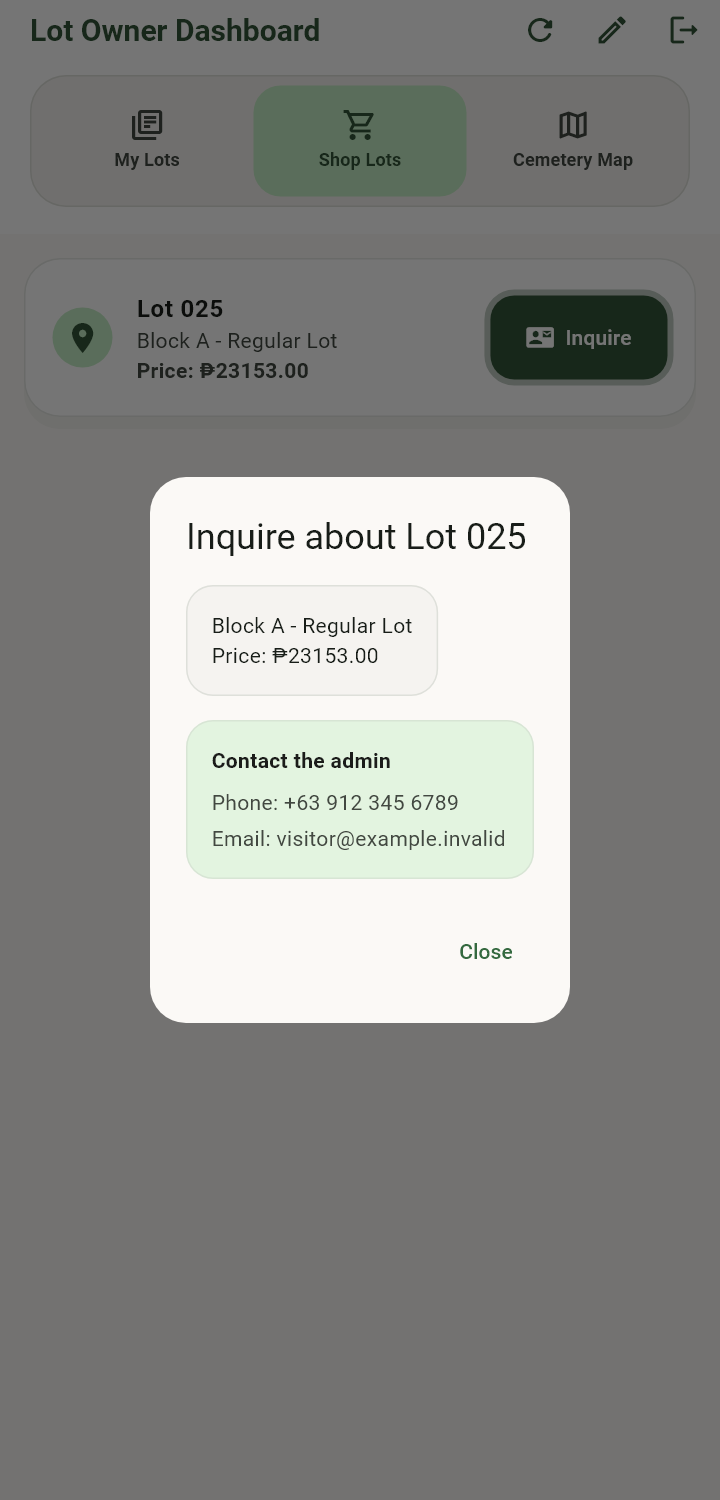 Lot Owner Dashboard
My Lots
Shop Lots
Cemetery Map
Lot 025
Block A - Regular Lot
Price: ₱23153.00
Inquire
Inquire about Lot 025
Block A - Regular Lot
Price: ₱23153.00
Contact the admin
Phone: +63 912 345 6789
Email: visitor@example.invalid
Close